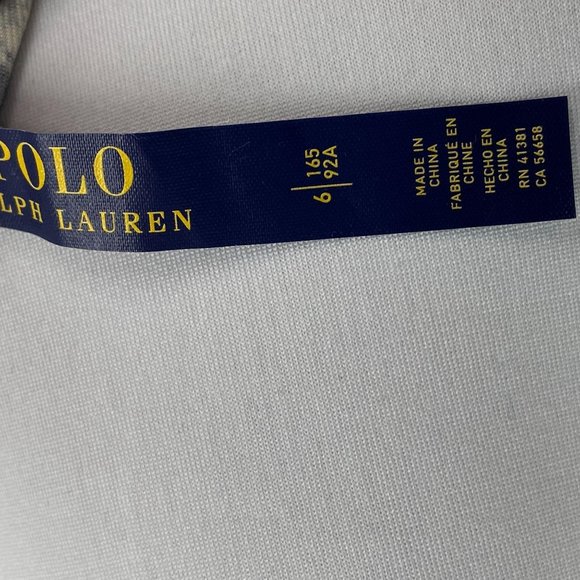 POLO
LPH LAUREN
6
165
92A
MADE IN
CHINA
FABRIQUÉ EN
CHINE
HECHO EN
CHINA
RN 41381
CA 56658